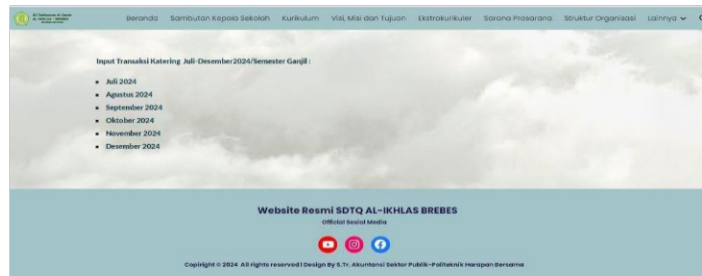 Beranda Sambutan Kepala Sekolah Kurikulum Visi, Misi dan Tujuan Ekstrakurikuler Sarana Prasarana Struktur Organisasi Lainnya
Input Transaksi Katering Juli-Desember2024/Semester Ganjil :
Juli 2024
Agustus 2024
September 2024
Oktober 2024
November 2024
Desember 2024
Website Resmi SDTQ AL-IKHLAS BREBES
Official Sosial Media
Copyright © 2024 All rights reserved I Design By S.Tr. Akuntansi Sektor Publik-Politeknik Harapan Bersama